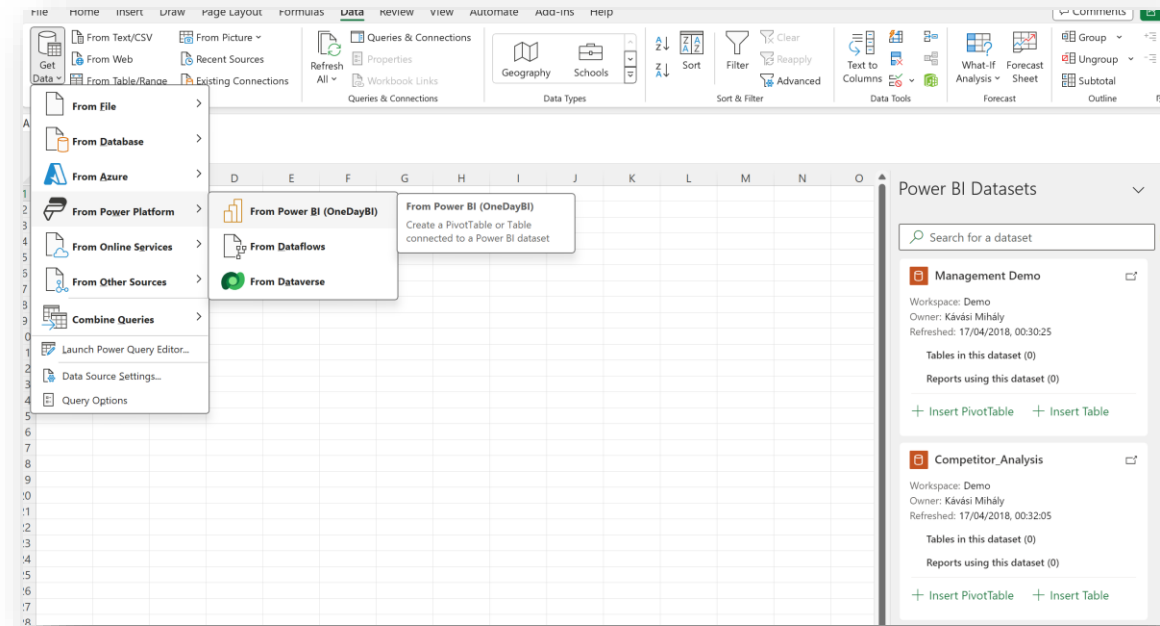 File Home Insert Draw Page Layout Formulas Data Review View Automate Add-ins Help Comments
From Text/CSV From Picture Queries & Connections Clear Group
From Web Recent Sources Properties Reapply Ungroup
Get Data From Table/Range Existing Connections Refresh All Workbook Links Geography Schools Sort Filter Advanced Text to Columns What-If Analysis Forecast Sheet Subtotal
Queries & Connections Data Types Sort & Filter Data Tools Forecast Outline
From File
From Database
From Azure
From Power Platform
From Online Services
From Other Sources
Combine Queries
Launch Power Query Editor...
Data Source Settings...
Query Options
From Power BI (OneDayBI)
From Dataflows
From Dataverse
From Power BI (OneDayBI)
Create a PivotTable or Table
connected to a Power BI dataset
D E F G H I J K L M N O
Power BI Datasets
Search for a dataset
Management Demo
Workspace: Demo
Owner: Kávási Mihály
Refreshed: 17/04/2018, 00:30:25
Tables in this dataset (0)
Reports using this dataset (0)
Insert PivotTable Insert Table
Competitor_Analysis
Workspace: Demo
Owner: Kávási Mihály
Refreshed: 17/04/2018, 00:32:05
Tables in this dataset (0)
Reports using this dataset (0)
Insert PivotTable Insert Table